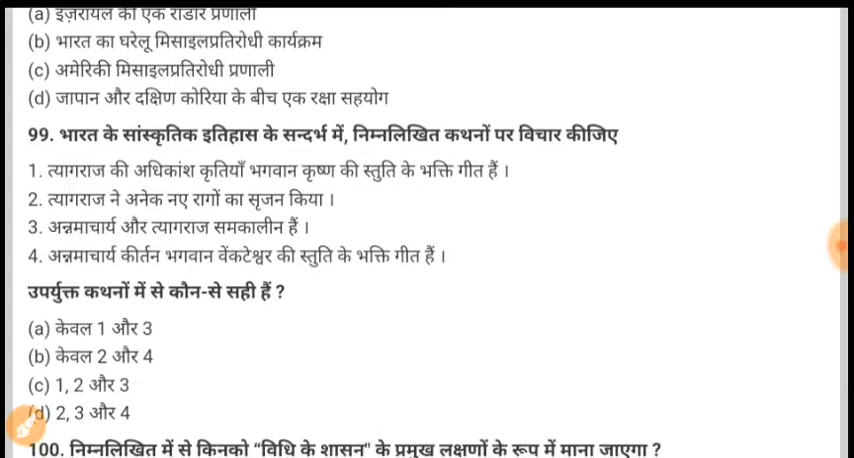 (a) इज़रायल की एक राडार प्रणाली
(b) भारत का घरेलू मिसाइलप्रतिरोधी कार्यक्रम
(c) अमेरिकी मिसाइलप्रतिरोधी प्रणाली
(d) जापान और दक्षिण कोरिया के बीच एक रक्षा सहयोग
99. भारत के सांस्कृतिक इतिहास के सन्दर्भ में, निम्नलिखित कथनों पर विचार कीजिए
1. त्यागराज की अधिकांश कृतियाँ भगवान कृष्ण की स्तुति के भक्ति गीत हैं ।
2. त्यागराज ने अनेक नए रागों का सृजन किया ।
3. अन्नमाचार्य और त्यागराज समकालीन हैं ।
4. अन्नमाचार्य कीर्तन भगवान वेंकटेश्वर की स्तुति के भक्ति गीत हैं ।
उपर्युक्त कथनों में से कौन-से सही हैं ?
(a) केवल 1 और 3
(b) केवल 2 और 4
(c) 1, 2 और 3
(d) 2, 3 और 4
100. निम्नलिखित में से किनको “विधि के शासन" के प्रमुख लक्षणों के रूप में माना जाएगा ?